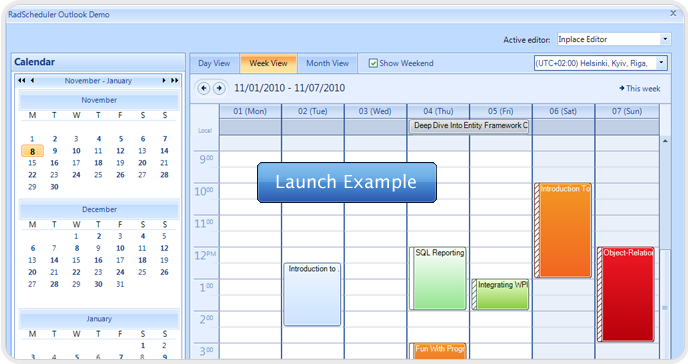 RadScheduler Outlook Demo
Active editor: Inplace Editor
Calendar
Day View Week View Month View Show Weekend (UTC+02:00) Helsinki, Kyiv, Riga,
November - January
11/01/2010 - 11/07/2010 This week
November
M T W T F S S
1 2 3 4 5 6 7
8 9 10 11 12 13 14
15 16 17 18 19 20 21
22 23 24 25 26 27 28
29 30
December
M T W T F S S
1 2 3 4 5
6 7 8 9 10 11 12
13 14 15 16 17 18 19
20 21 22 23 24 25 26
27 28 29 30 31
January
M T W T F S S
1 2
3 4 5 6 7 8 9
01 (Mon) 02 (Tue) 03 (Wed) 04 (Thu) 05 (Fri) 06 (Sat) 07 (Sun)
Local Deep Dive Into Entity Framework C
9:00
Launch Example
10:00 Introduction To
11:00
12PM SQL Reporting Object-Relation
Introduction to .
1:00 Integrating WPI
2:00
3:00 Fun With Progr